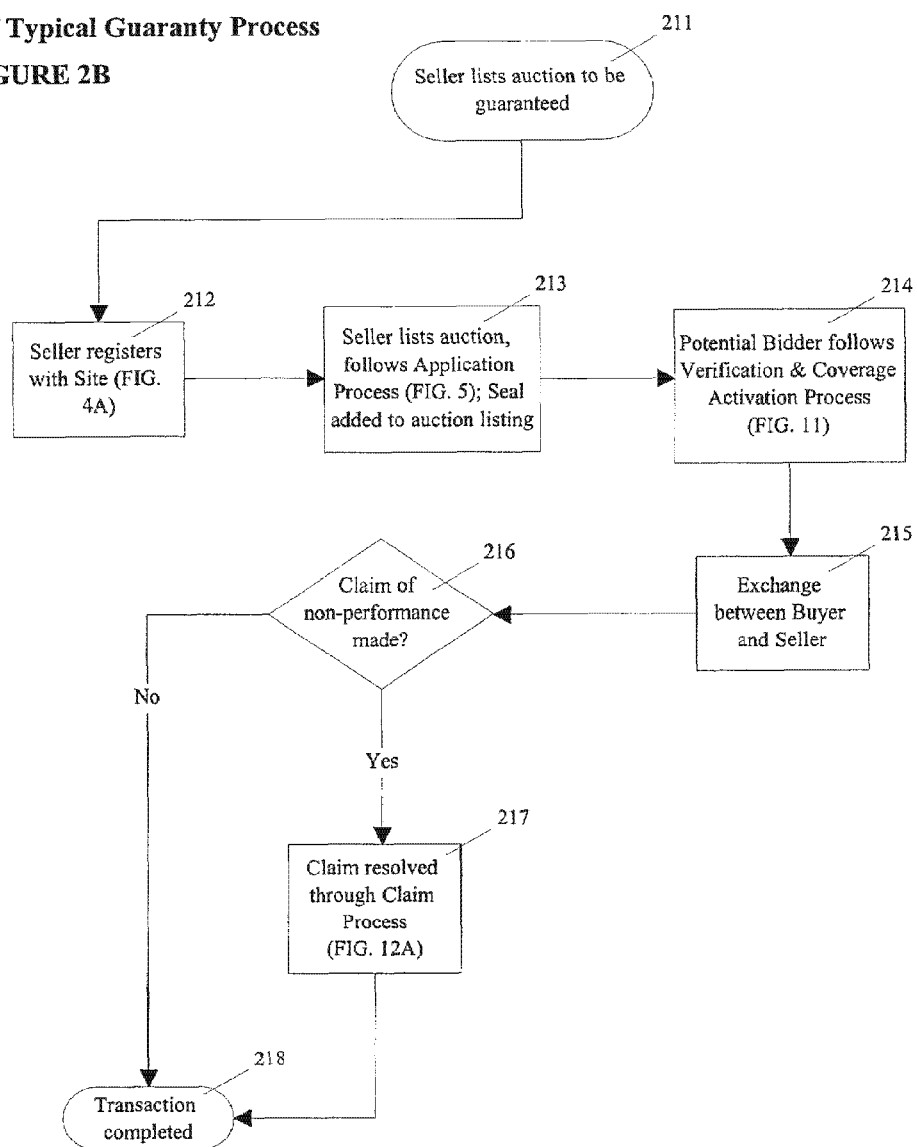 Typical Guaranty Process
GURE 2B
211
Seller lists auction to be
guaranteed
212
Seller registers
with Site (FIG.
4A)
213
Seller lists auction,
follows Application
Process (FIG. 5); Seal
added to auction listing
214
Potential Bidder follows
Verification & Coverage
Activation Process
(FIG. 11)
215
Exchange
between Buyer
and Seller
216
Claim of
non-performance
made?
No
Yes
217
Claim resolved
through Claim
Process
(FIG. 12A)
218
Transaction
completed